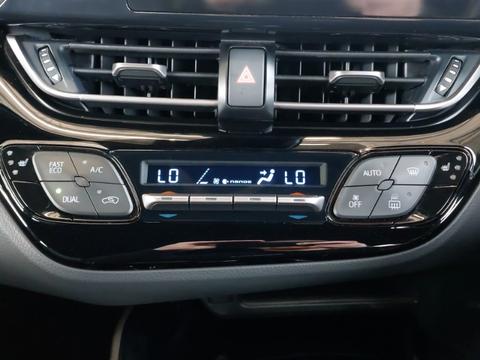 FAST ECO
A/C
LO
nanoe
LO
AUTO
DUAL
OFF